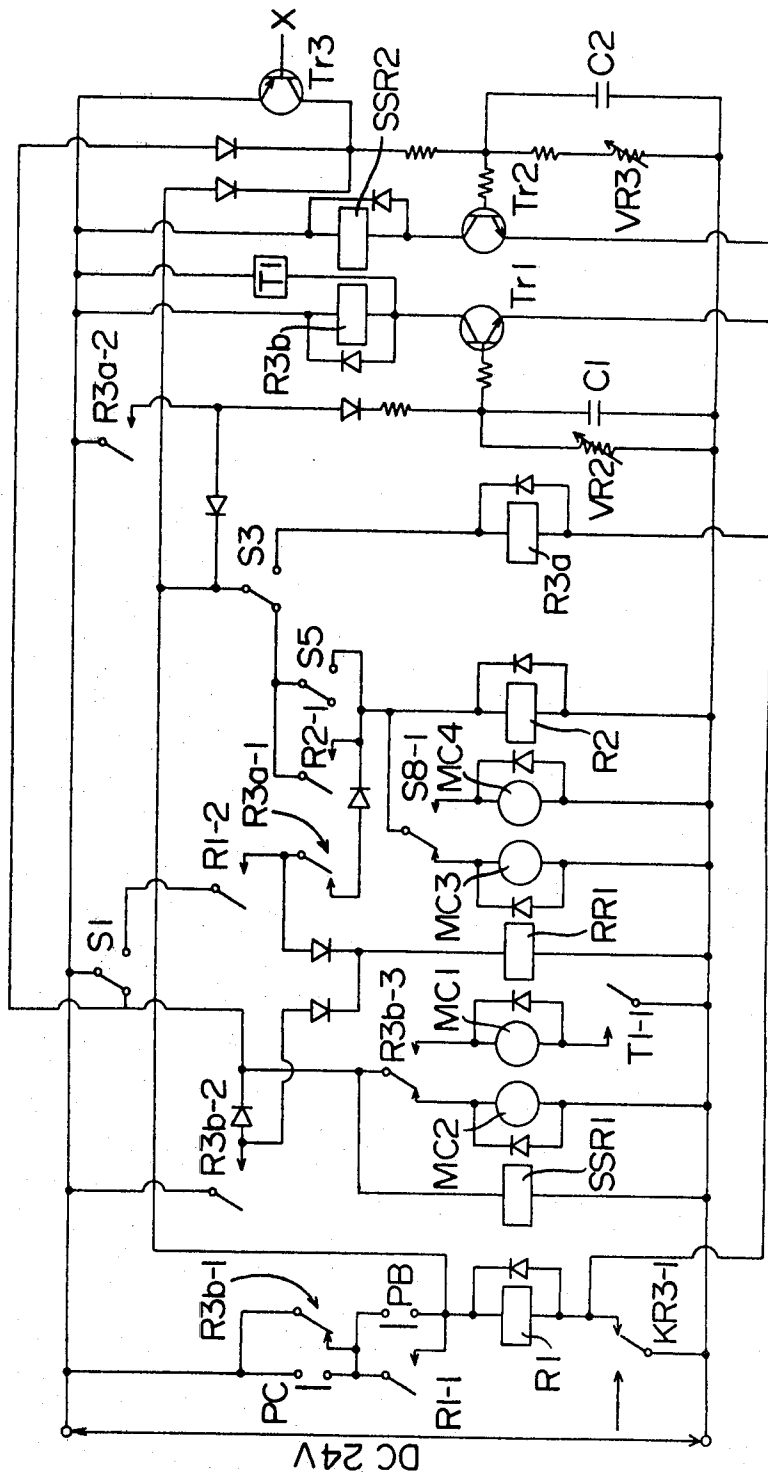 X
Tr3
SSR2
C2
Tr2
VR3
T1
R3b
Tr1
R3a-2
C1
VR2
S3
R3a
S5
R2-1
R3a-1
R1-2
S1
S8-1
MC4
R2
MC3
RR1
R3b-3
MC1
T1-1
R3b-2
MC2
SSR1
R3b-1
PC
PB
R1-1
R1
KR3-1
DC 24V